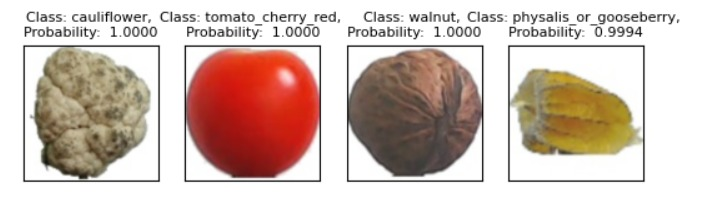 Class: cauliflower,
Probability: 1.0000
Class: tomato_cherry_red,
Probability: 1.0000
Class: walnut,
Probability: 1.0000
Class: physalis_or_gooseberry,
Probability: 0.9994